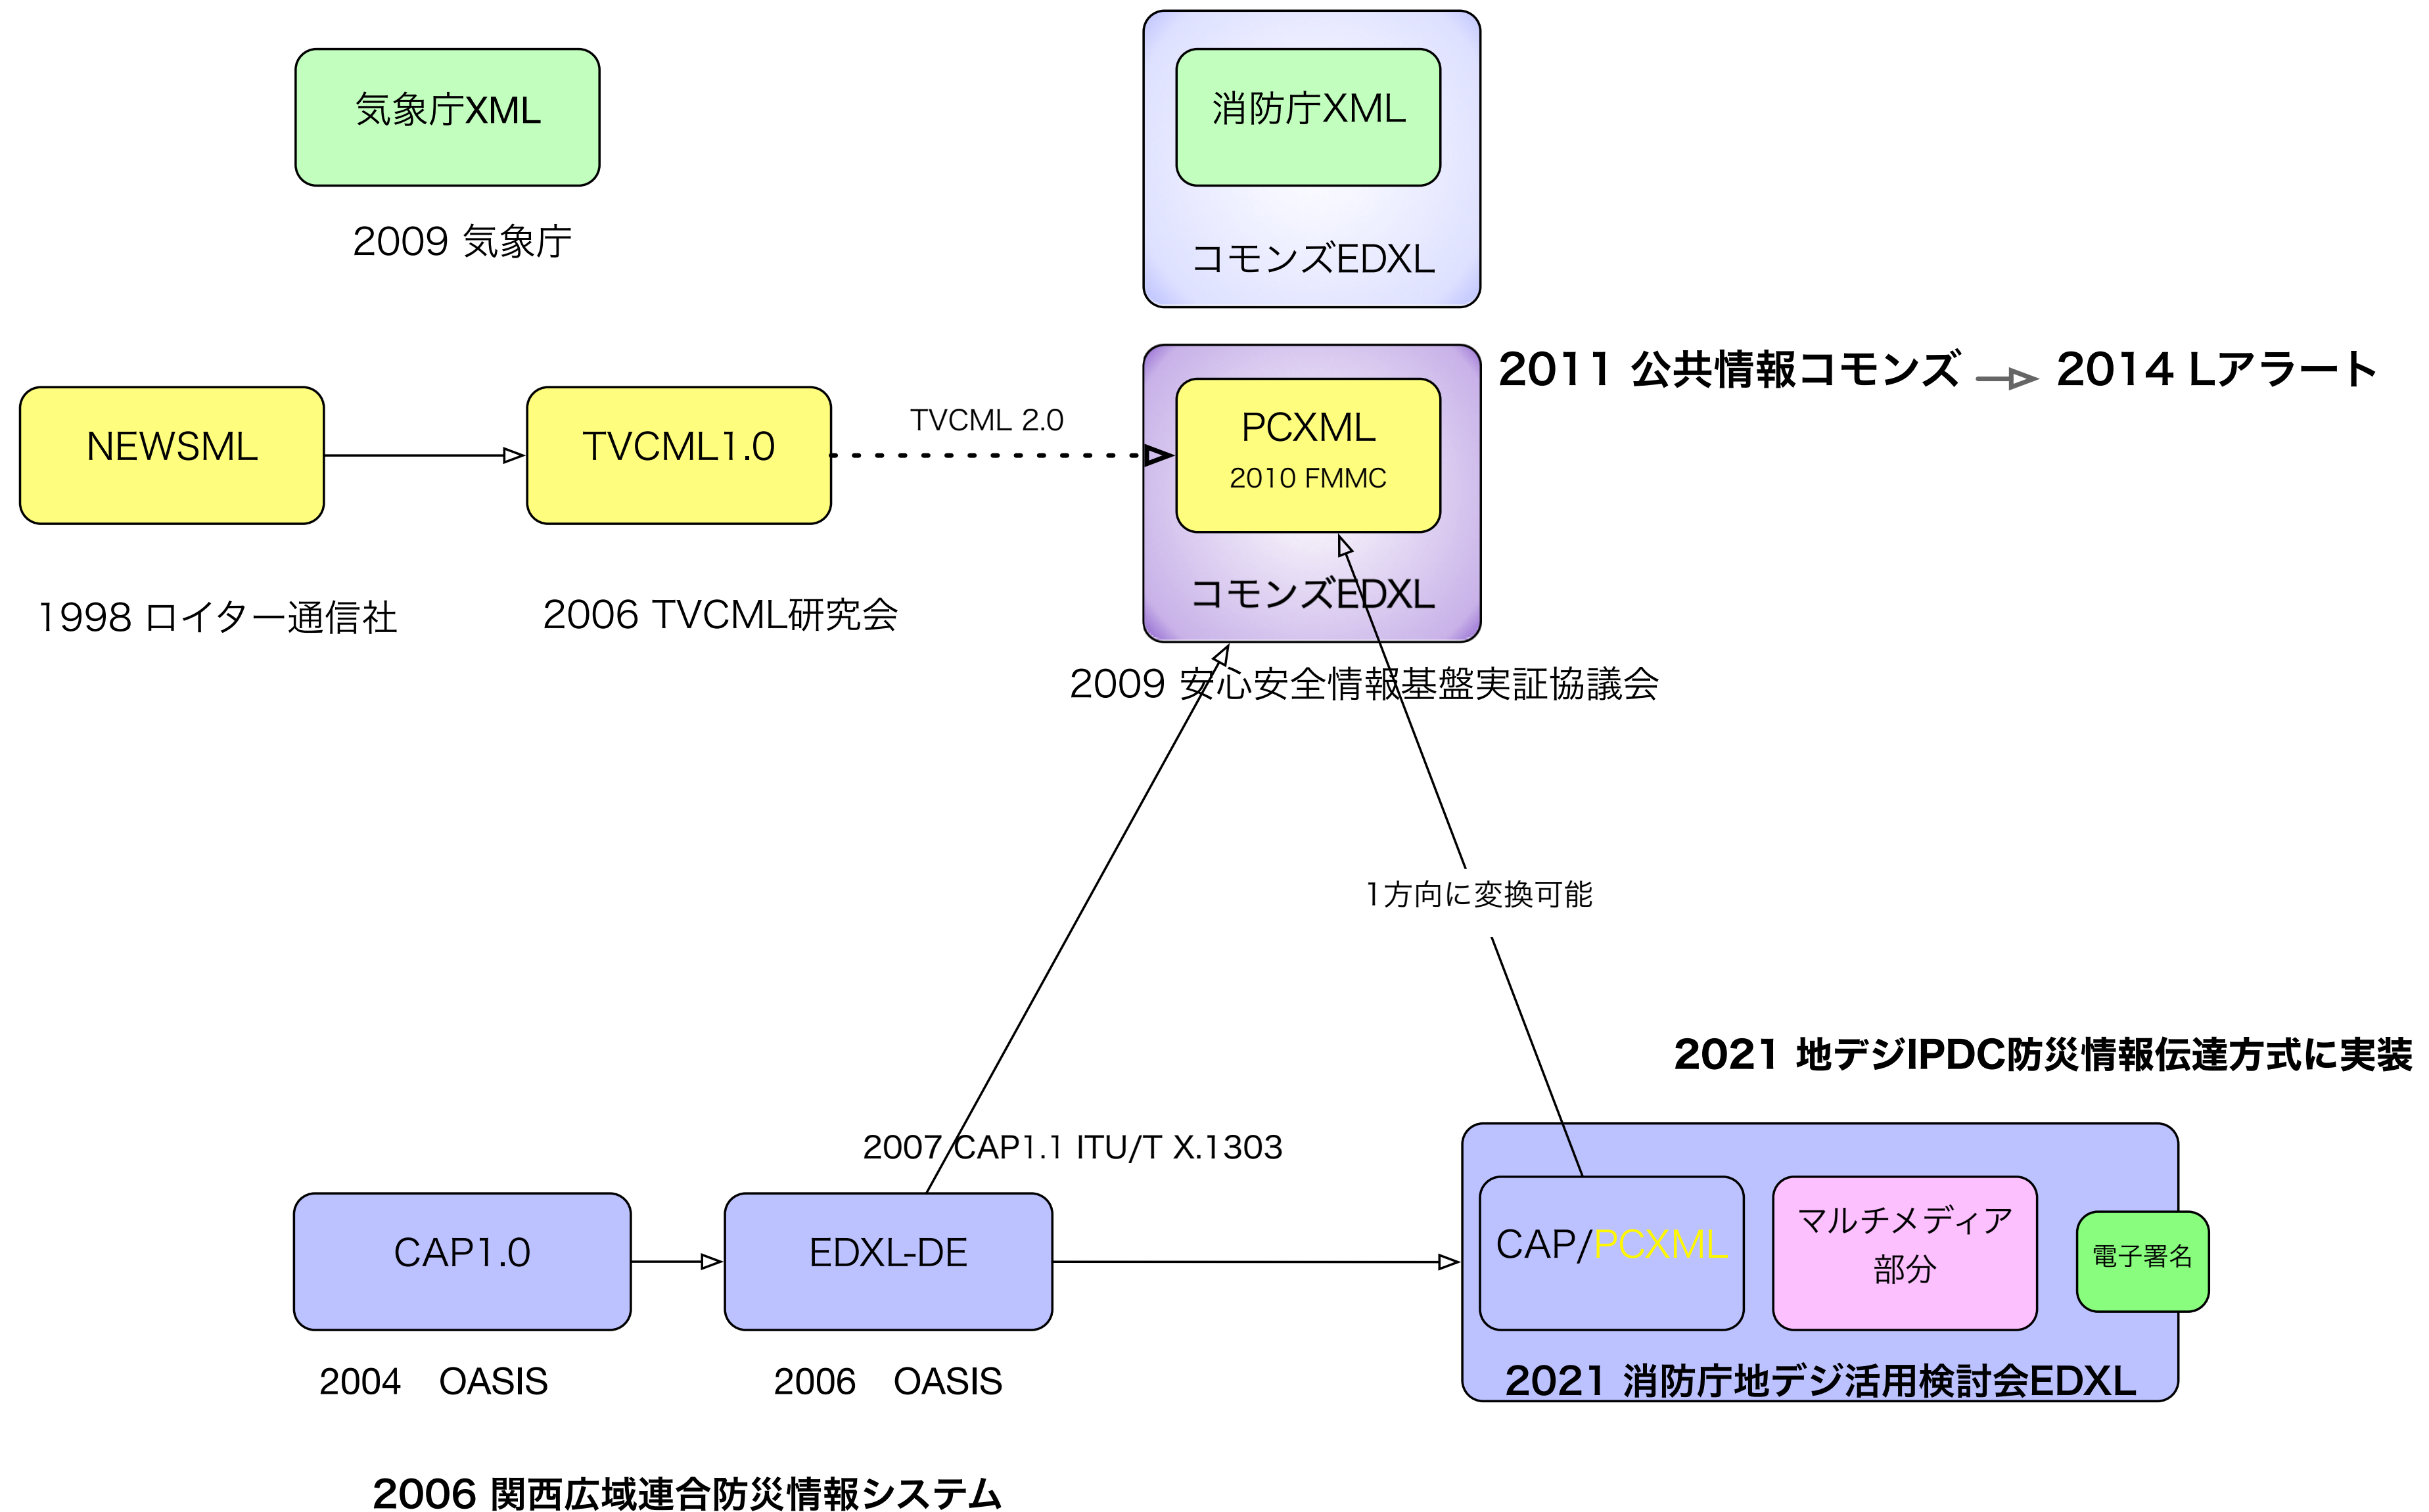 気象庁XML
2009 気象庁
消防庁XML
コモンズEDXL
2011 公共情報コモンズ
2014 Lアラート
NEWSML
1998 ロイター通信社
TVCML1.0
2006 TVCML研究会
TVCML 2.0
PCXML
2010 FMMC
コモンズEDXL
2009 安心安全情報基盤実証協議会
1方向に変換可能
2021 地デジIPDC防災情報伝達方式に実装
2007 CAP1.1 ITU/T X.1303
CAP1.0
2004　OASIS
EDXL-DE
2006　OASIS
CAP/PCXML
マルチメディア
部分
電子署名
2021 消防庁地デジ活用検討会EDXL
2006 関西広域連合防災情報システム